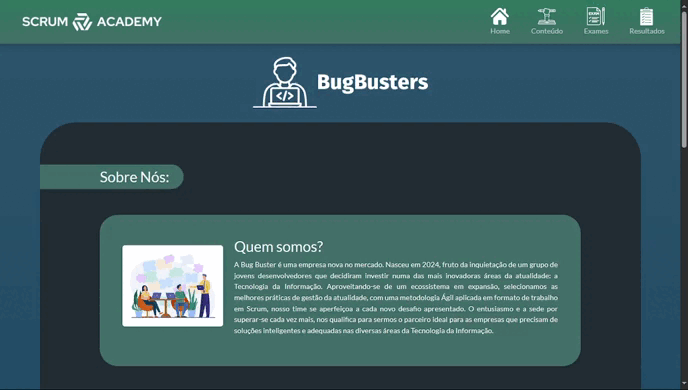 SCRUM ACADEMY
Home
Conteúdo
EXAM
Exames
Resultados
</>
BugBusters
Sobre Nós:
Quem somos?
A Bug Buster é uma empresa nova no mercado. Nasceu em 2024, fruto da inquietação de um grupo de
jovens desenvolvedores que decidiram investir numa das mais inovadoras áreas da atualidade: a
Tecnologia da Informação. Aproveitando-se de um ecossistema em expansão, selecionamos as
melhores práticas de gestão da atualidade, com uma metodologia Ágil aplicada em formato de trabalho
em Scrum, nosso time se aperfeiçoa a cada novo desafio apresentado. O entusiasmo e a sede por
superar-se cada vez mais, nos qualifica para sermos o parceiro ideal para as empresas que precisam de
soluções inteligentes e adequadas nas diversas áreas da Tecnologia da Informação.